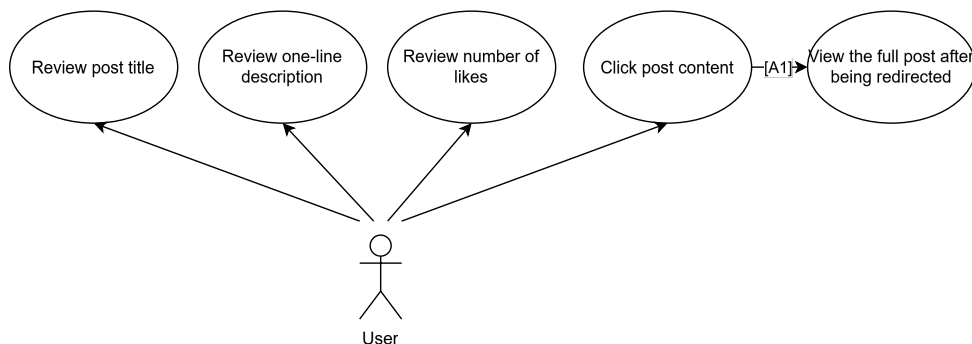 Review post title
Review one-line
description
Review number of
likes
Click post content
[A1]
View the full post after
being redirected
User